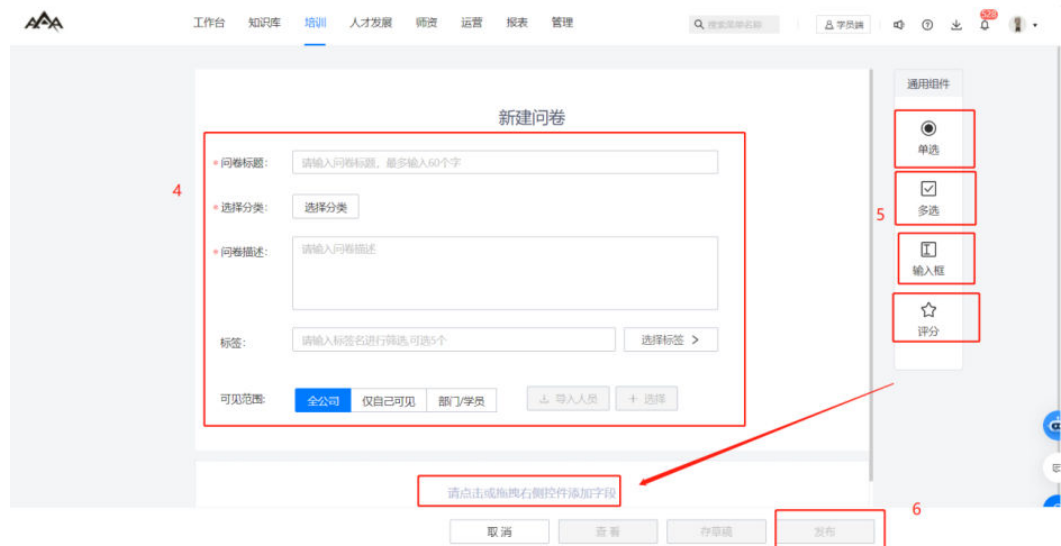 工作台 知识库 培训 人才发展 师资 运营 报表 管理 搜索菜单名称 学员端 528
通用组件
新建问卷
单选
* 问卷标题: 请输入问卷标题，最多输入60个字
4
* 选择分类: 选择分类
多选
5
* 问卷描述: 请输入问卷描述
输入框
评分
标签: 请输入标签名进行筛选,可选5个 选择标签 >
可见范围: 全公司 仅自己可见 部门/学员 导入人员 + 选择
请点击或拖拽右侧控件添加字段
6
取消 查看 存草稿 发布